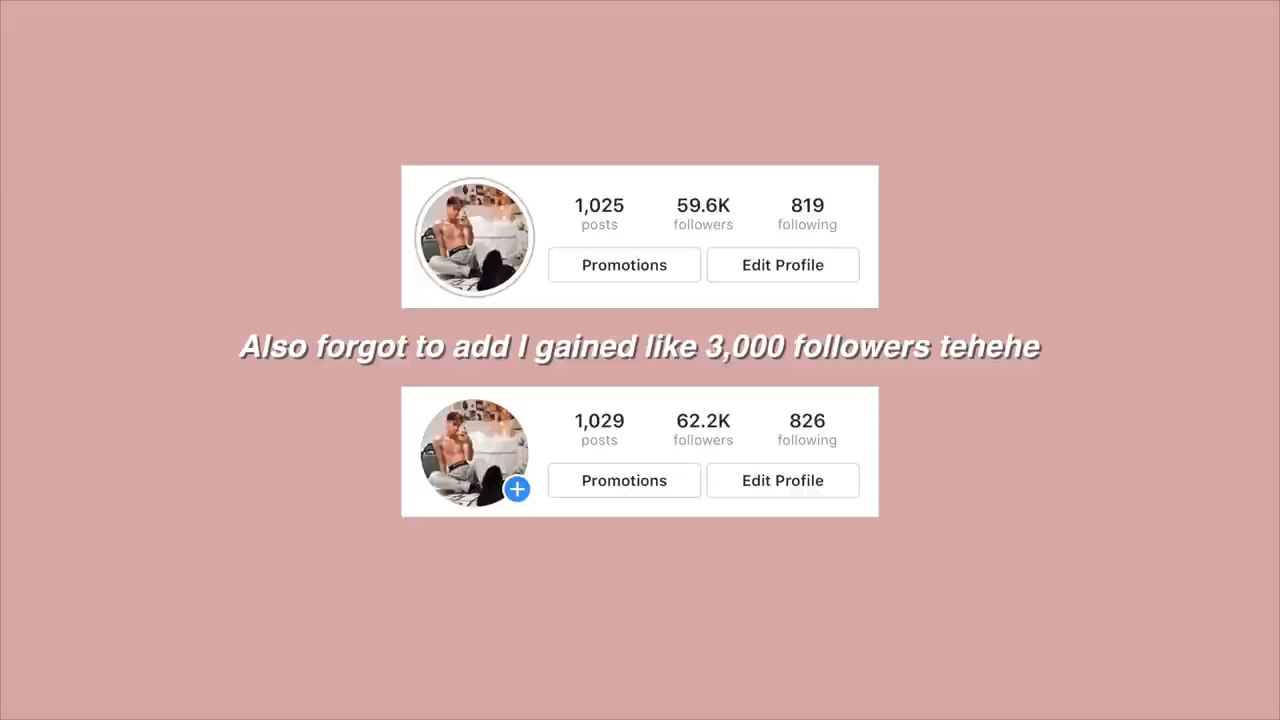 1,025 59.6K 819
posts followers following
Promotions Edit Profile
Also forgot to add I gained like 3,000 followers tehehe
1,029 62.2K 826
posts followers following
Promotions Edit Profile